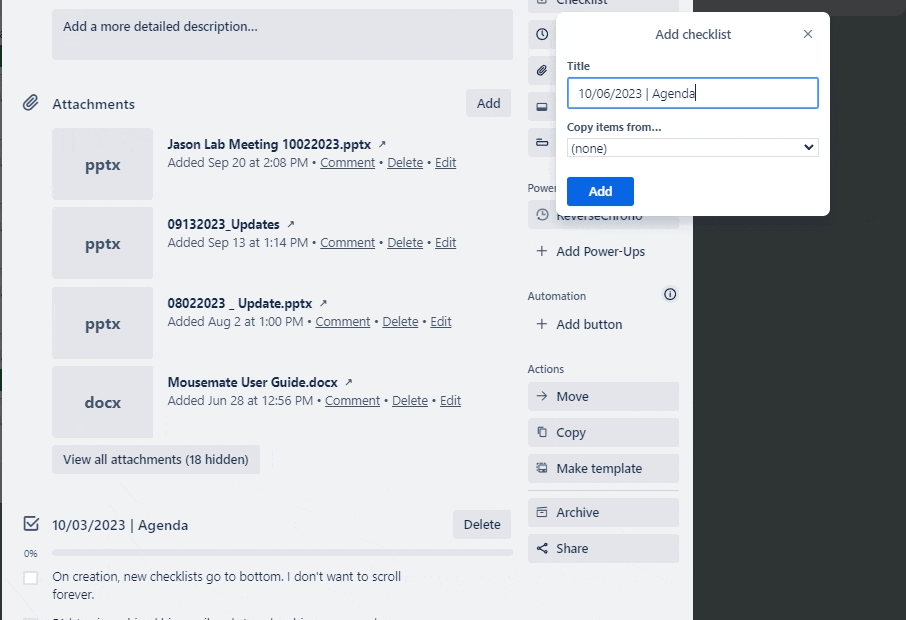 Add a more detailed description...
Attachments
Add
pptx
Jason Lab Meeting 10022023.pptx ↗
Added Sep 20 at 2:08 PM • Comment • Delete • Edit
pptx
09132023_Updates ↗
Added Sep 13 at 1:14 PM • Comment • Delete • Edit
pptx
08022023 _ Update.pptx ↗
Added Aug 2 at 1:00 PM • Comment • Delete • Edit
docx
Mousemate User Guide.docx ↗
Added Jun 28 at 12:56 PM • Comment • Delete • Edit
View all attachments (18 hidden)
10/03/2023 | Agenda
Delete
0%
On creation, new checklists go to bottom. I don't want to scroll
forever.
Checklist
Add checklist
Title
10/06/2023 | Agenda
Copy items from...
(none)
Add
Power
ReverseChrono
Add Power-Ups
Automation
Add button
Actions
Move
Copy
Make template
Archive
Share